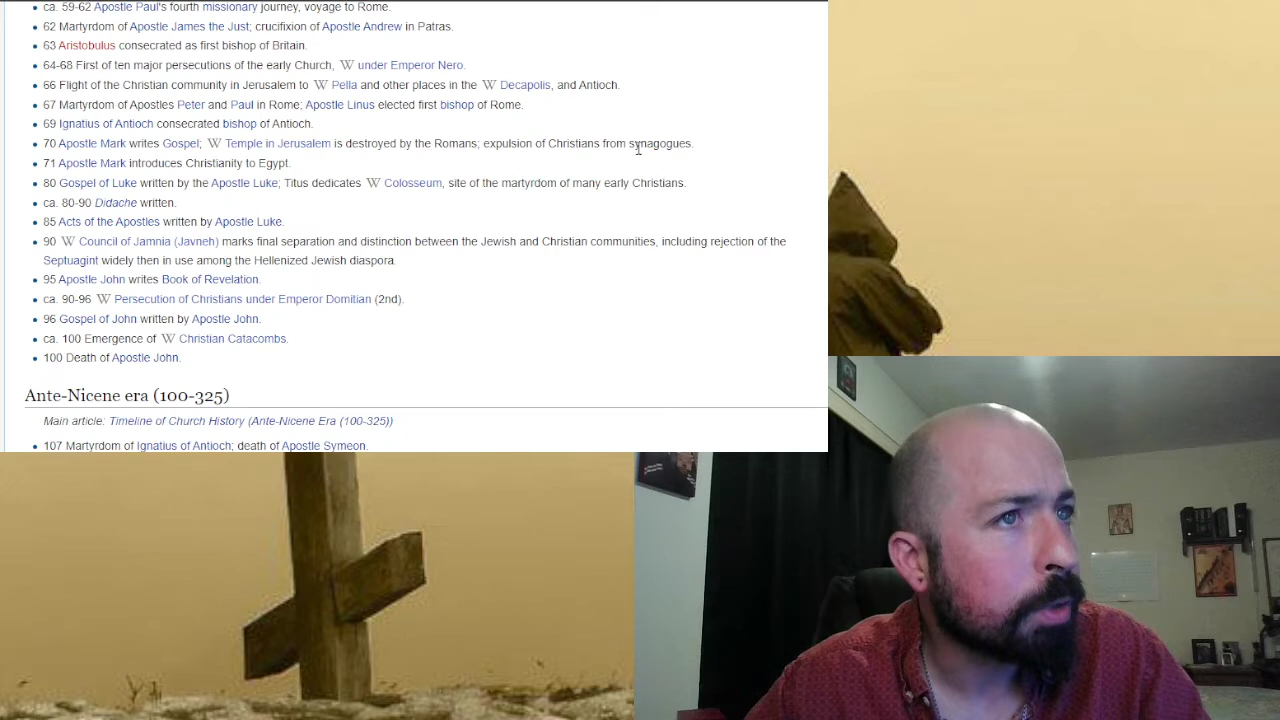 ca. 59-62 Apostle Paul's fourth missionary journey, voyage to Rome.
62 Martyrdom of Apostle James the Just; crucifixion of Apostle Andrew in Patras.
63 Aristobulus consecrated as first bishop of Britain.
64-68 First of ten major persecutions of the early Church, W under Emperor Nero.
66 Flight of the Christian community in Jerusalem to W Pella and other places in the W Decapolis, and Antioch.
67 Martyrdom of Apostles Peter and Paul in Rome; Apostle Linus elected first bishop of Rome.
69 Ignatius of Antioch consecrated bishop of Antioch.
70 Apostle Mark writes Gospel; W Temple in Jerusalem is destroyed by the Romans; expulsion of Christians from synagogues.
71 Apostle Mark introduces Christianity to Egypt.
80 Gospel of Luke written by the Apostle Luke; Titus dedicates W Colosseum, site of the martyrdom of many early Christians.
ca. 80-90 Didache written.
85 Acts of the Apostles written by Apostle Luke.
90 W Council of Jamnia (Javneh) marks final separation and distinction between the Jewish and Christian communities, including rejection of the
Septuagint widely then in use among the Hellenized Jewish diaspora.
95 Apostle John writes Book of Revelation.
ca. 90-96 W Persecution of Christians under Emperor Domitian (2nd).
96 Gospel of John written by Apostle John.
ca. 100 Emergence of W Christian Catacombs.
100 Death of Apostle John.
Ante-Nicene era (100-325)
Main article: Timeline of Church History (Ante-Nicene Era (100-325))
107 Martyrdom of Ignatius of Antioch; death of Apostle Symeon.